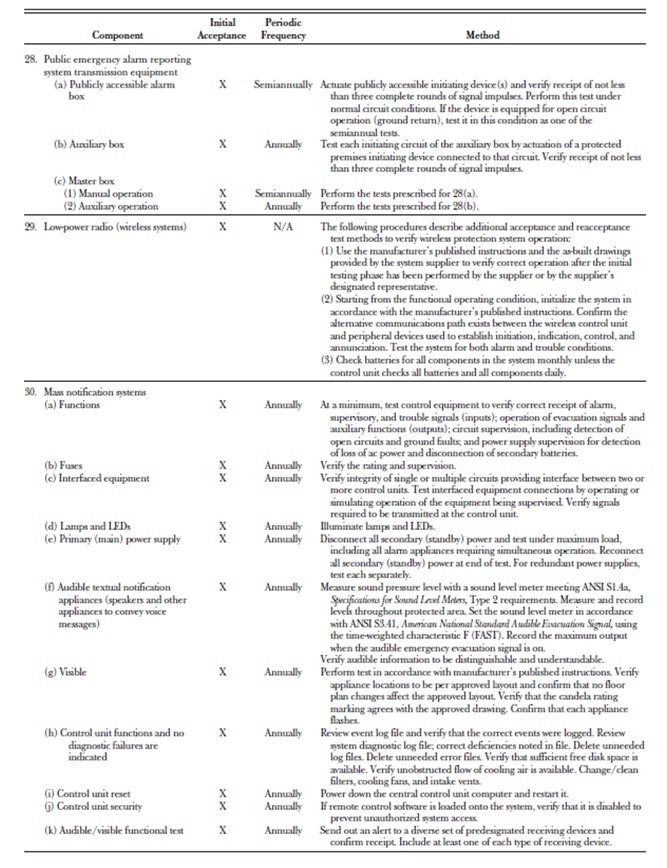 Component Initial Acceptance Periodic Frequency Method
28. Public emergency alarm reporting
system transmission equipment
(a) Publicly accessible alarm box X Semiannually Actuate publicly accessible initiating device(s) and verify receipt of not less
than three complete rounds of signal impulses. Perform this test under
normal circuit conditions. If the device is equipped for open circuit
operation (ground return), test it in this condition as one of the
semiannual tests.
(b) Auxiliary box X Annually Test each initiating circuit of the auxiliary box by actuation of a protected
premises initiating device connected to that circuit. Verify receipt of not less
than three complete rounds of signal impulses.
(c) Master box
(1) Manual operation X Semiannually Perform the tests prescribed for 28(a).
(2) Auxiliary operation X Annually Perform the tests prescribed for 28(b).
29. Low-power radio (wireless systems) X N/A The following procedures describe additional acceptance and reacceptance
test methods to verify wireless protection system operation:
(1) Use the manufacturer's published instructions and the as-built drawings
provided by the system supplier to verify correct operation after the initial
testing phase has been performed by the supplier or by the supplier's
designated representative.
(2) Starting from the functional operating condition, initialize the system in
accordance with the manufacturer's published instructions. Confirm the
alternative communications path exists between the wireless control unit
and peripheral devices used to establish initiation, indication, control, and
annunciation. Test the system for both alarm and trouble conditions.
(3) Check batteries for all components in the system monthly unless the
control unit checks all batteries and all components daily.
30. Mass notification systems
(a) Functions X Annually At a minimum, test control equipment to verify correct receipt of alarm,
supervisory, and trouble signals (inputs); operation of evacuation signals and
auxiliary functions (outputs); circuit supervision, including detection of
open circuits and ground faults; and power supply supervision for detection
of loss of ac power and disconnection of secondary batteries.
(b) Fuses X Annually Verify the rating and supervision.
(c) Interfaced equipment X Annually Verify integrity of single or multiple circuits providing interface between two or
more control units. Test interfaced equipment connections by operating or
simulating operation of the equipment being supervised. Verify signals
required to be transmitted at the control unit.
(d) Lamps and LEDs X Annually Illuminate lamps and LEDs.
(e) Primary (main) power supply X Annually Disconnect all secondary (standby) power and test under maximum load,
including all alarm appliances requiring simultaneous operation. Reconnect
all secondary (standby) power at end of test. For redundant power supplies,
test each separately.
(f) Audible textual notification X Annually Measure sound pressure level with a sound level meter meeting ANSI S1.4a,
appliances (speakers and other Specifications for Sound Level Meters, Type 2 requirements. Measure and record
appliances to convey voice levels throughout protected area. Set the sound level meter in accordance
messages) with ANSI S3.41, American National Standard Audible Evacuation Signal, using
the time-weighted characteristic F (FAST). Record the maximum output
when the audible emergency evacuation signal is on.
Verify audible information to be distinguishable and understandable.
(g) Visible X Annually Perform test in accordance with manufacturer's published instructions. Verify
appliance locations to be per approved layout and confirm that no floor
plan changes affect the approved layout. Verify that the candela rating
marking agrees with the approved drawing. Confirm that each appliance
flashes.
(h) Control unit functions and no X Annually Review event log file and verify that the correct events were logged. Review
diagnostic failures are system diagnostic log file; correct deficiencies noted in file. Delete unneeded
indicated log files. Delete unneeded error files. Verify that sufficient free disk space is
available. Verify unobstructed flow of cooling air is available. Change/clean
filters, cooling fans, and intake vents.
(i) Control unit reset X Annually Power down the central control unit computer and restart it.
(j) Control unit security X Annually If remote control software is loaded onto the system, verify that it is disabled to
prevent unauthorized system access.
(k) Audible/visible functional test X Annually Send out an alert to a diverse set of predesignated receiving devices and
confirm receipt. Include at least one of each type of receiving device.